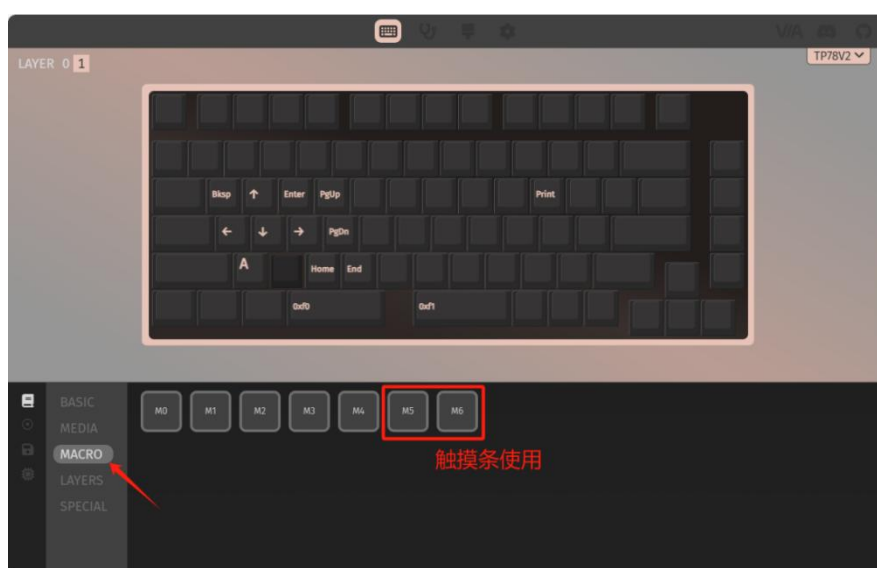 VIA
LAYER 0 1
TP78V2
Bksp ↑ Enter PgUp Print
← ↓ → PgDn
A Home End
0xf0 0xf1
BASIC
MEDIA
MACRO
LAYERS
SPECIAL
M0 M1 M2 M3 M4 M5 M6
触摸条使用